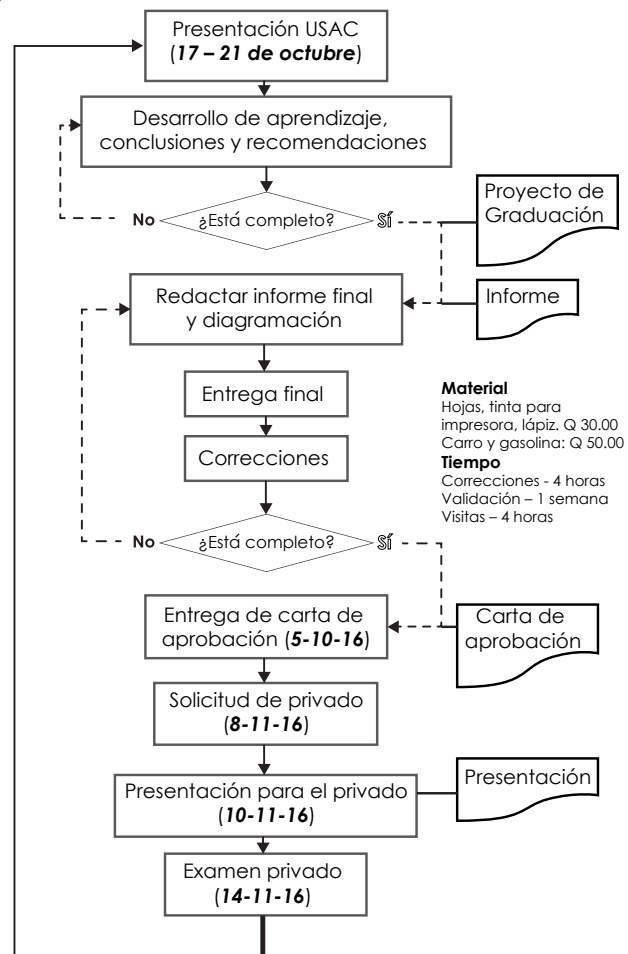 Presentación USAC
(17 – 21 de octubre)
Desarrollo de aprendizaje,
conclusiones y recomendaciones
No
¿Está completo?
Sí
Proyecto de
Graduación
Redactar informe final
y diagramación
Informe
Entrega final
Correcciones
Material
Hojas, tinta para
impresora, lápiz. Q 30.00
Carro y gasolina: Q 50.00
Tiempo
Correcciones - 4 horas
Validación – 1 semana
Visitas – 4 horas
No
¿Está completo?
Sí
Entrega de carta de
aprobación (5-10-16)
Carta de
aprobación
Solicitud de privado
(8-11-16)
Presentación para el privado
(10-11-16)
Presentación
Examen privado
(14-11-16)